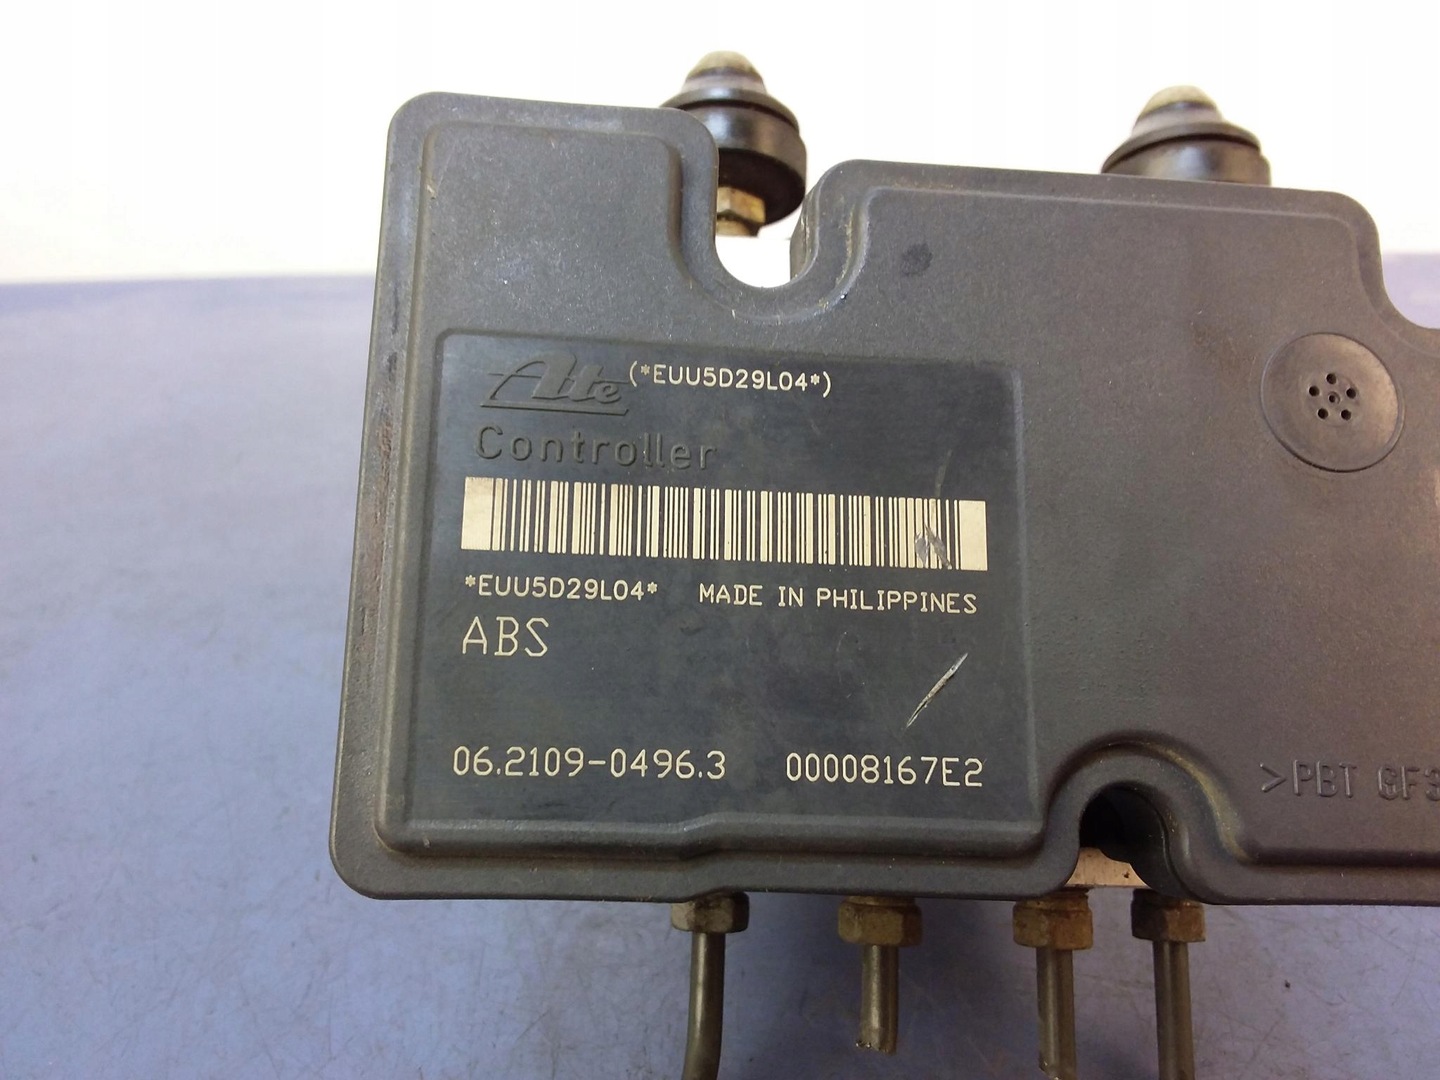 Ate (*EUU5D29L04*)
Controller
*EUU5D29L04* MADE IN PHILIPPINES
ABS
06.2109-0496.3 00008167E2
>PBT GF3